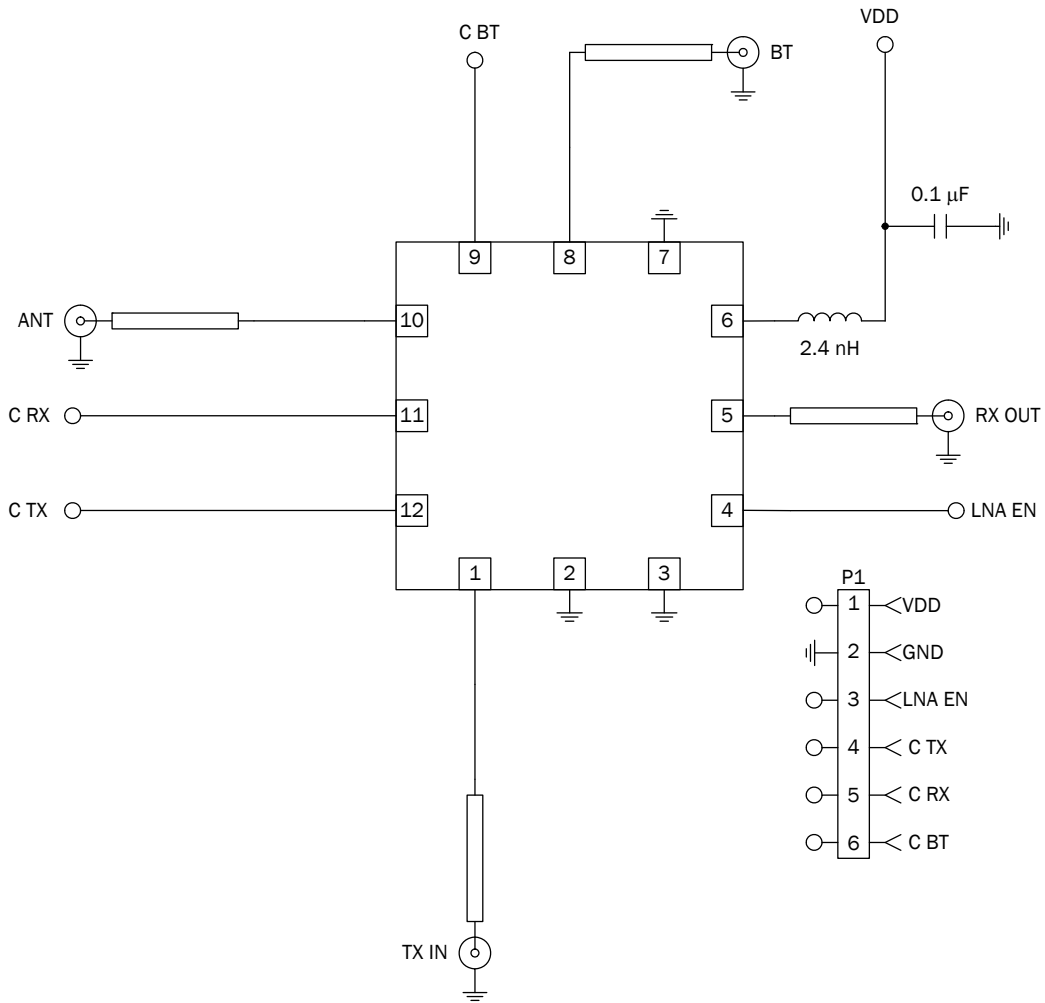 VDD
C BT
BT
0.1 μF
9
8
7
ANT
10
6
2.4 nH
C RX
11
5
RX OUT
C TX
12
4
LNA EN
1
2
3
P1
1
VDD
2
GND
3
LNA EN
4
C TX
5
C RX
6
C BT
TX IN